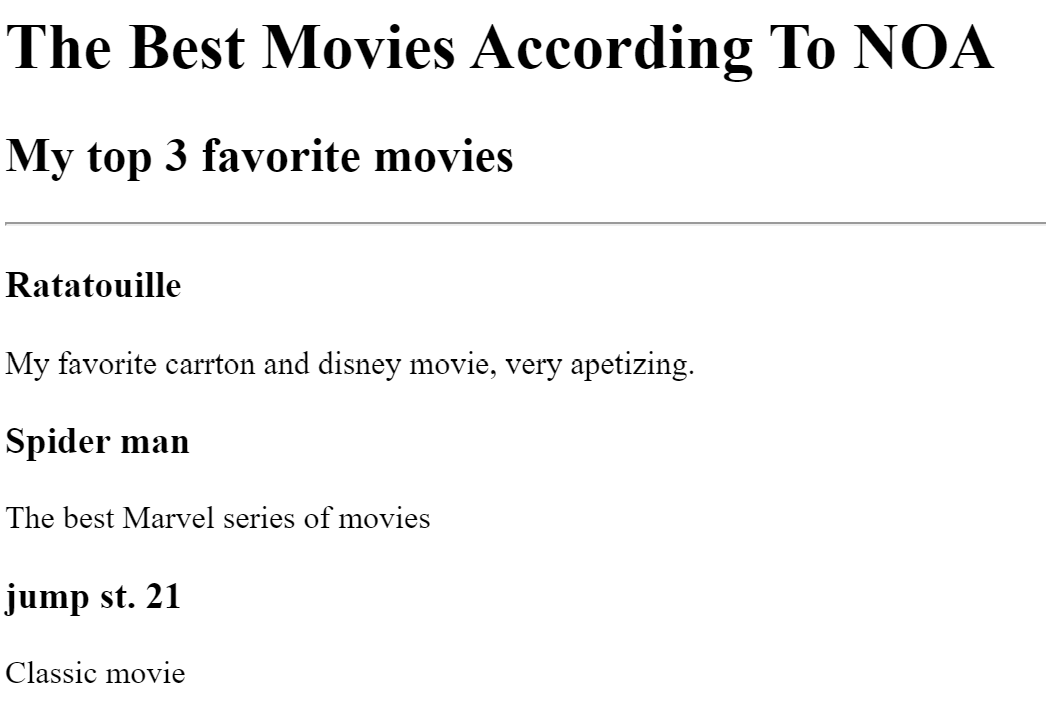 The Best Movies According To NOA
My top 3 favorite movies
Ratatouille
My favorite carrton and disney movie, very apetizing.
Spider man
The best Marvel series of movies
jump st. 21
Classic movie